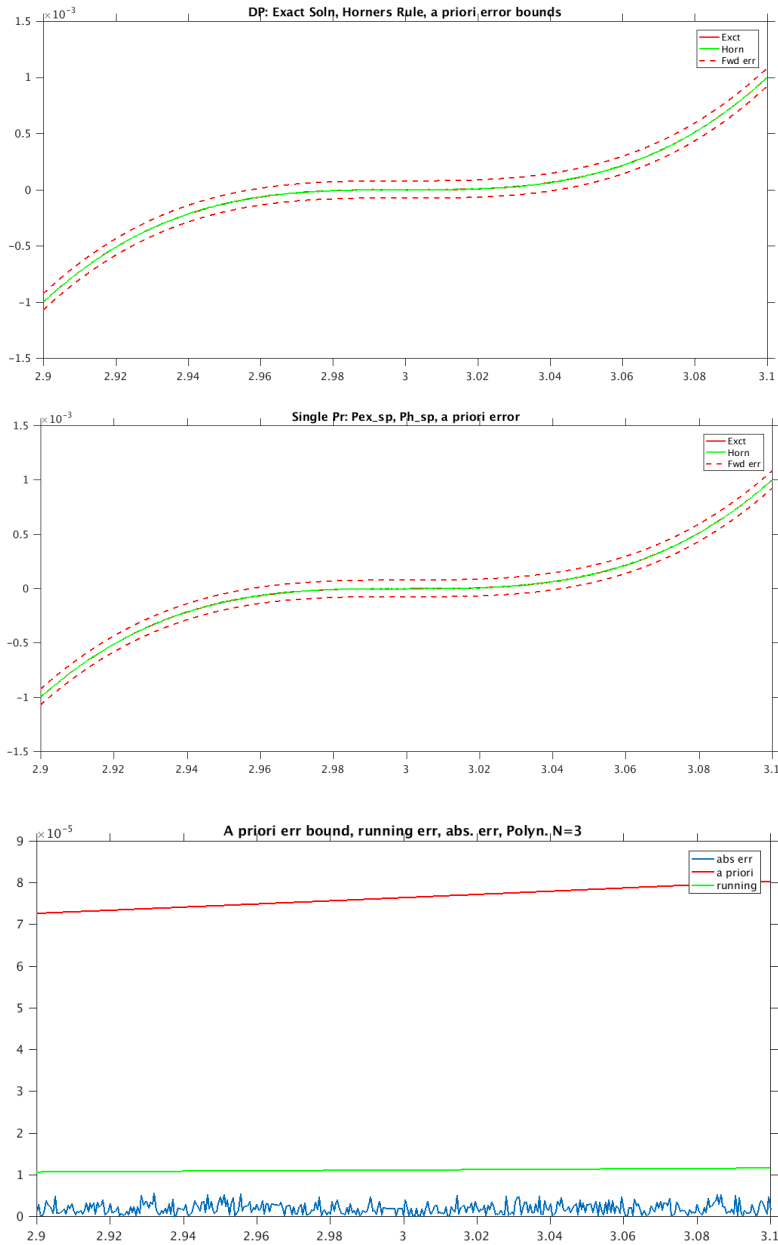 DP: Exact Soln, Horners Rule, a priori error bounds
×10⁻³
1.5
1
0.5
0
−0.5
−1
−1.5
2.9 2.92 2.94 2.96 2.98 3 3.02 3.04 3.06 3.08 3.1
Exct
Horn
Fwd err
Single Pr: Pex_sp, Ph_sp, a priori error
×10⁻³
1.5
1
0.5
0
−0.5
−1
−1.5
2.9 2.92 2.94 2.96 2.98 3 3.02 3.04 3.06 3.08 3.1
Exct
Horn
Fwd err
A priori err bound, running err, abs. err, Polyn. N=3
×10⁻⁵
9
8
7
6
5
4
3
2
1
0
2.9 2.92 2.94 2.96 2.98 3 3.02 3.04 3.06 3.08 3.1
abs err
a priori
running